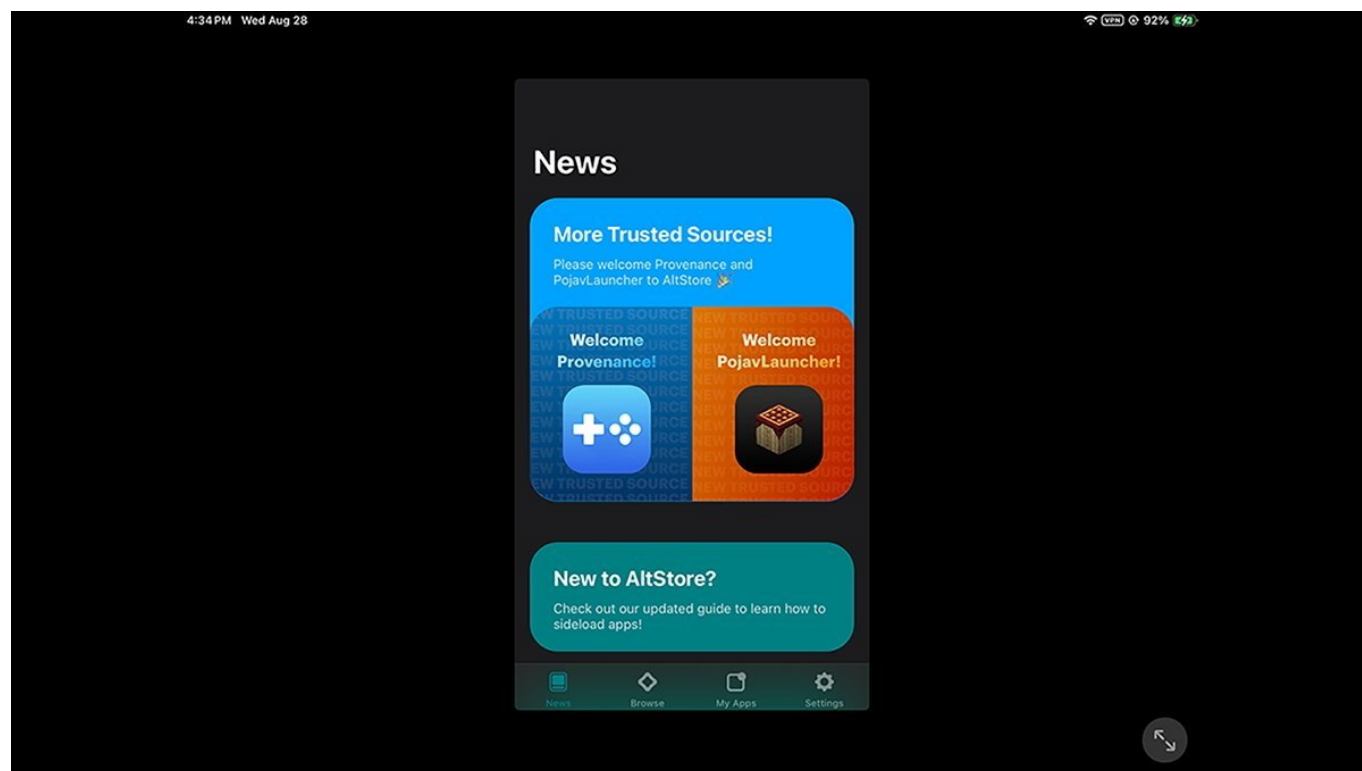 4:34 PM Wed Aug 28
VPN 92%
News
More Trusted Sources!
Please welcome Provenance and
PojavLauncher to AltStore 🎉
Welcome
Provenance!
Welcome
PojavLauncher!
New to AltStore?
Check out our updated guide to learn how to
sideload apps!
News Browse My Apps Settings